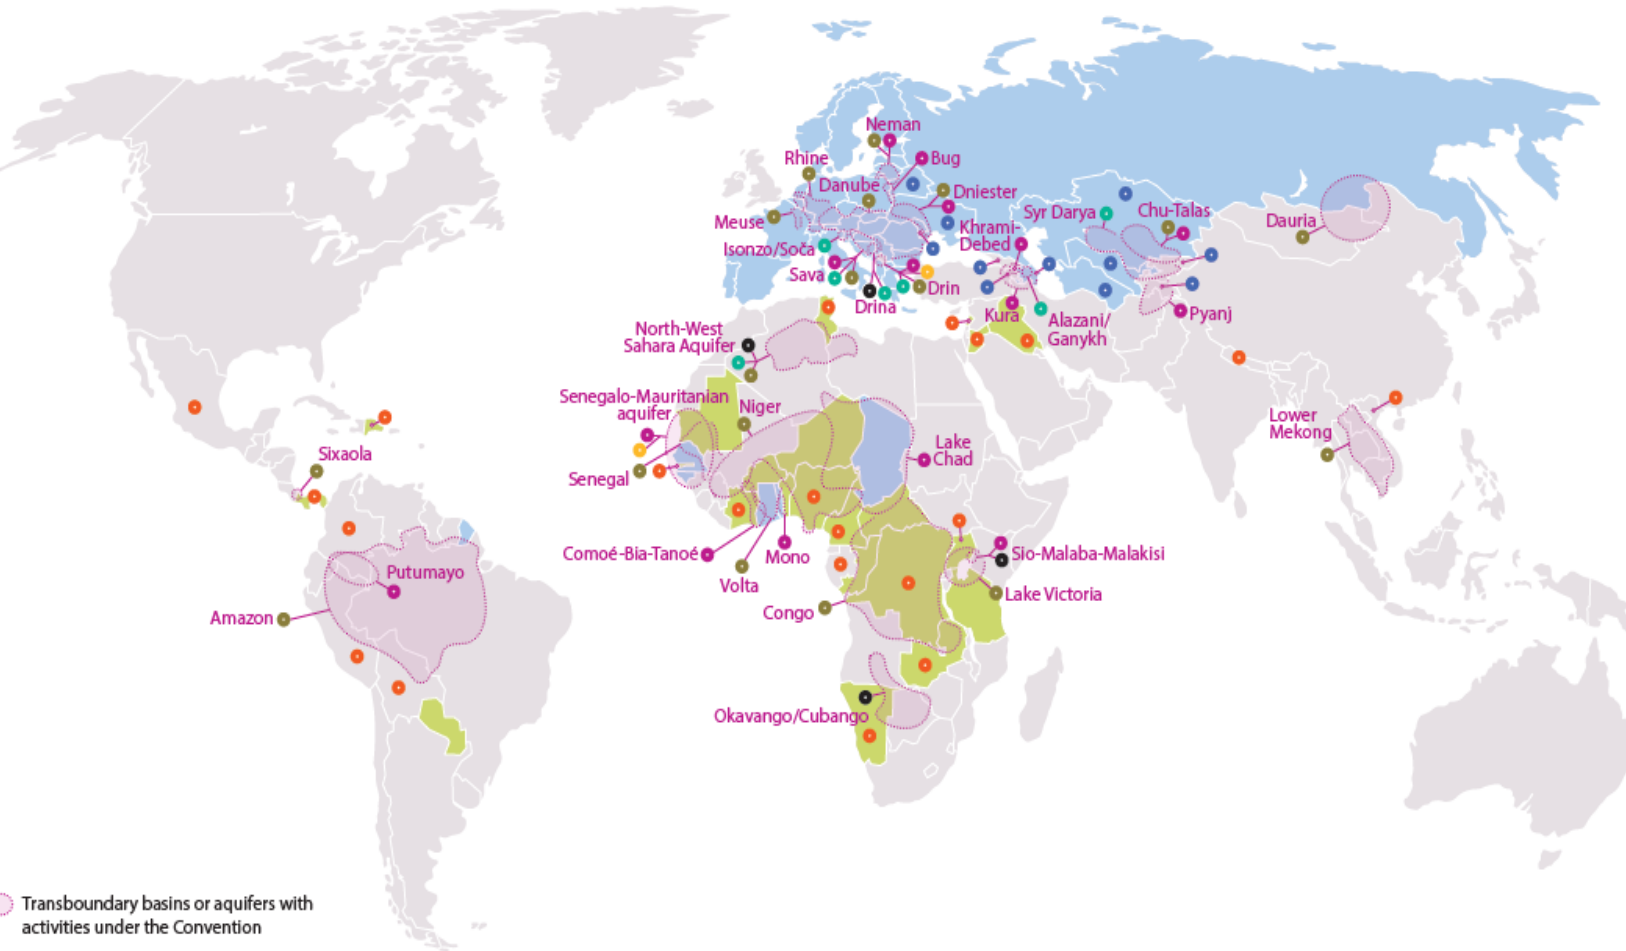 Neman
Bug
Rhine
Danube
Dniester
Meuse
Syr Darya
Chu-Talas
Dauria
Isonzo/Soča
Khrami-
Debed
Sava
Drin
Drina
Kura
Alazani/
Ganykh
Pyanj
North-West
Sahara Aquifer
Senegalo-Mauritanian
aquifer
Niger
Lower
Mekong
Sixaola
Senegal
Lake
Chad
Comoé-Bia-Tanoé
Mono
Sio-Malaba-Malakisi
Volta
Putumayo
Lake Victoria
Congo
Amazon
Okavango/Cubango
Transboundary basins or aquifers with
activities under the Convention